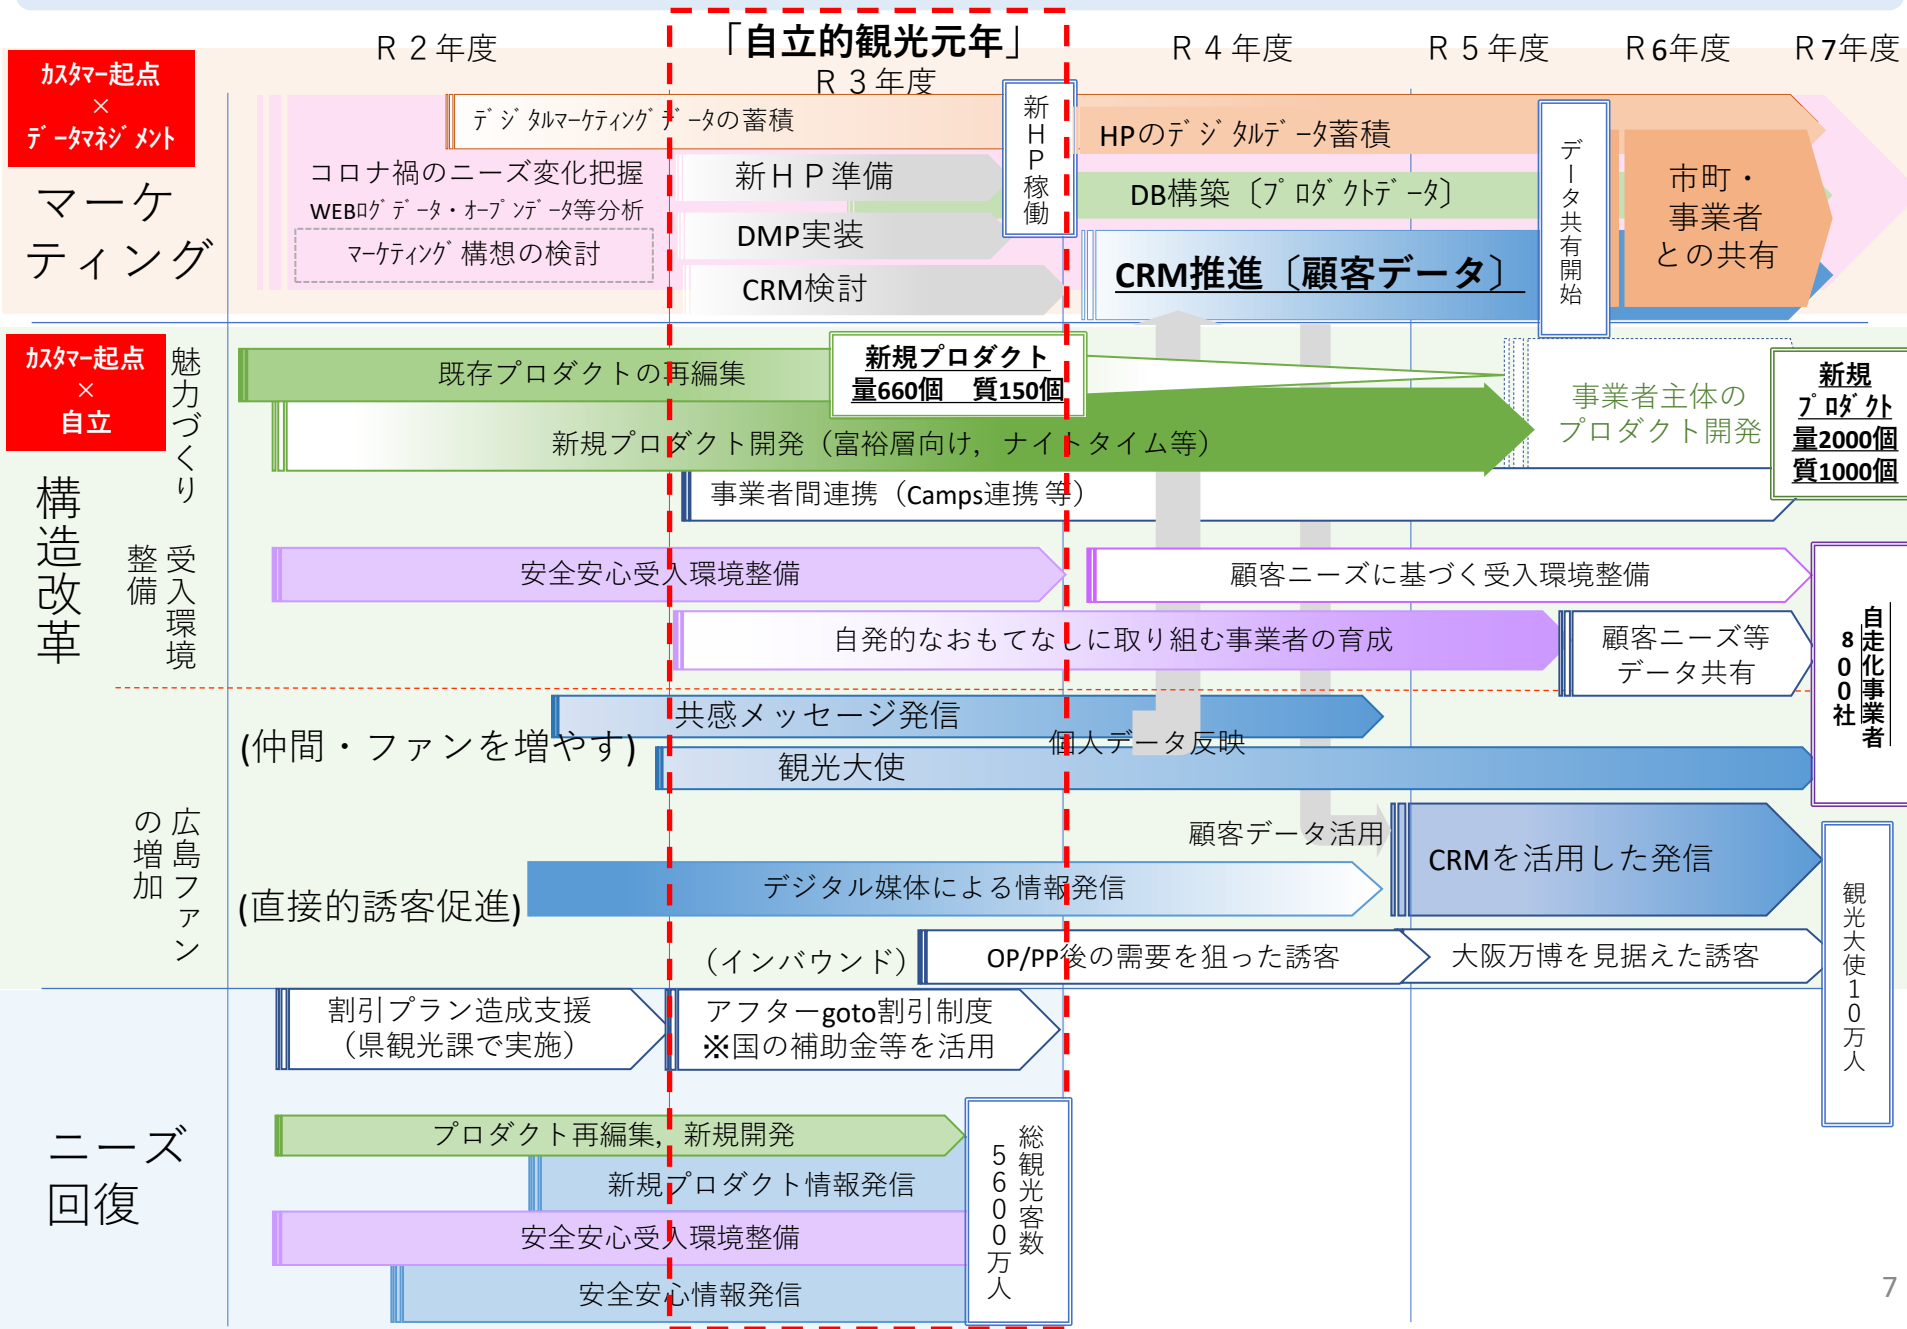 Ｒ２年度
「自立的観光元年」
Ｒ３年度
Ｒ４年度
Ｒ５年度
Ｒ6年度
Ｒ7年度
ｶｽﾀﾏｰ起点
×
ﾃﾞｰﾀﾏﾈｼﾞﾒﾝﾄ
マーケ
ティング
ﾃﾞｼﾞﾀﾙﾏｰｹﾃｨﾝｸﾞﾃﾞｰﾀの蓄積
コロナ禍のニーズ変化把握
WEBﾛｸﾞﾃﾞｰﾀ・ｵｰﾌﾟﾝﾃﾞｰﾀ等分析
ﾏｰｹﾃｨﾝｸﾞ構想の検討
新ＨＰ準備
DMP実装
CRM検討
新ＨＰ稼働
HPのﾃﾞｼﾞﾀﾙﾃﾞｰﾀ蓄積
DB構築〔ﾌﾟﾛﾀﾞｸﾄﾃﾞｰﾀ〕
CRM推進〔顧客データ〕
データ共有開始
市町・
事業者
との共有
ｶｽﾀﾏｰ起点
×
自立
構造改革
魅力づくり
既存プロダクトの再編集
新規プロダクト
量660個　質150個
新規プロダクト開発（富裕層向け，ナイトタイム等）
事業者主体の
プロダクト開発
新規
ﾌﾟﾛﾀﾞｸﾄ
量2000個
質1000個
事業者間連携（Camps連携 等）
受入環境
整備
安全安心受入環境整備
顧客ニーズに基づく受入環境整備
自発的なおもてなしに取り組む事業者の育成
顧客ニーズ等
データ共有
自走化事業者
８００社
広島ファン
の増加
(仲間・ファンを増やす)
共感メッセージ発信
個人データ反映
観光大使
顧客データ活用
(直接的誘客促進)
デジタル媒体による情報発信
CRMを活用した発信
（インバウンド）
OP/PP後の需要を狙った誘客
大阪万博を見据えた誘客
観光大使１０万人
ニーズ
回復
割引プラン造成支援
（県観光課で実施）
アフターgoto割引制度
※国の補助金等を活用
プロダクト再編集，新規開発
新規プロダクト情報発信
安全安心受入環境整備
安全安心情報発信
総観光客数
５６００万人
7